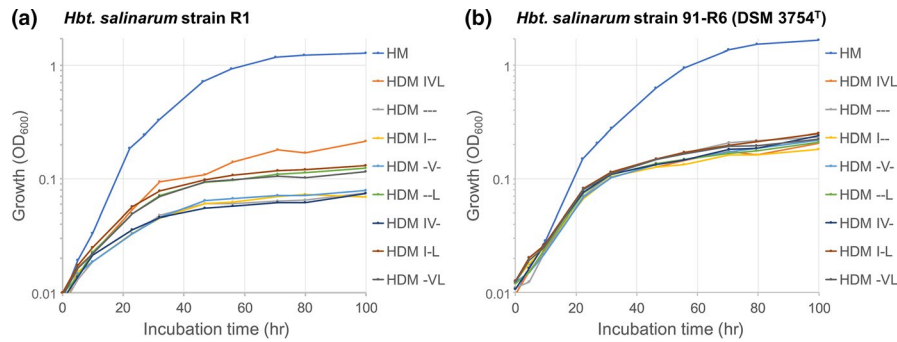 (a) Hbt. salinarum strain R1
Growth (OD600)
1
0.1
0.01
0 20 40 60 80 100
Incubation time (hr)
HM
HDM IVL
HDM ---
HDM I--
HDM -V-
HDM --L
HDM IV-
HDM I-L
HDM -VL
(b) Hbt. salinarum strain 91-R6 (DSM 3754T)
Growth (OD600)
1
0.1
0.01
0 20 40 60 80 100
Incubation time (hr)
HM
HDM IVL
HDM ---
HDM I--
HDM -V-
HDM --L
HDM IV-
HDM I-L
HDM -VL